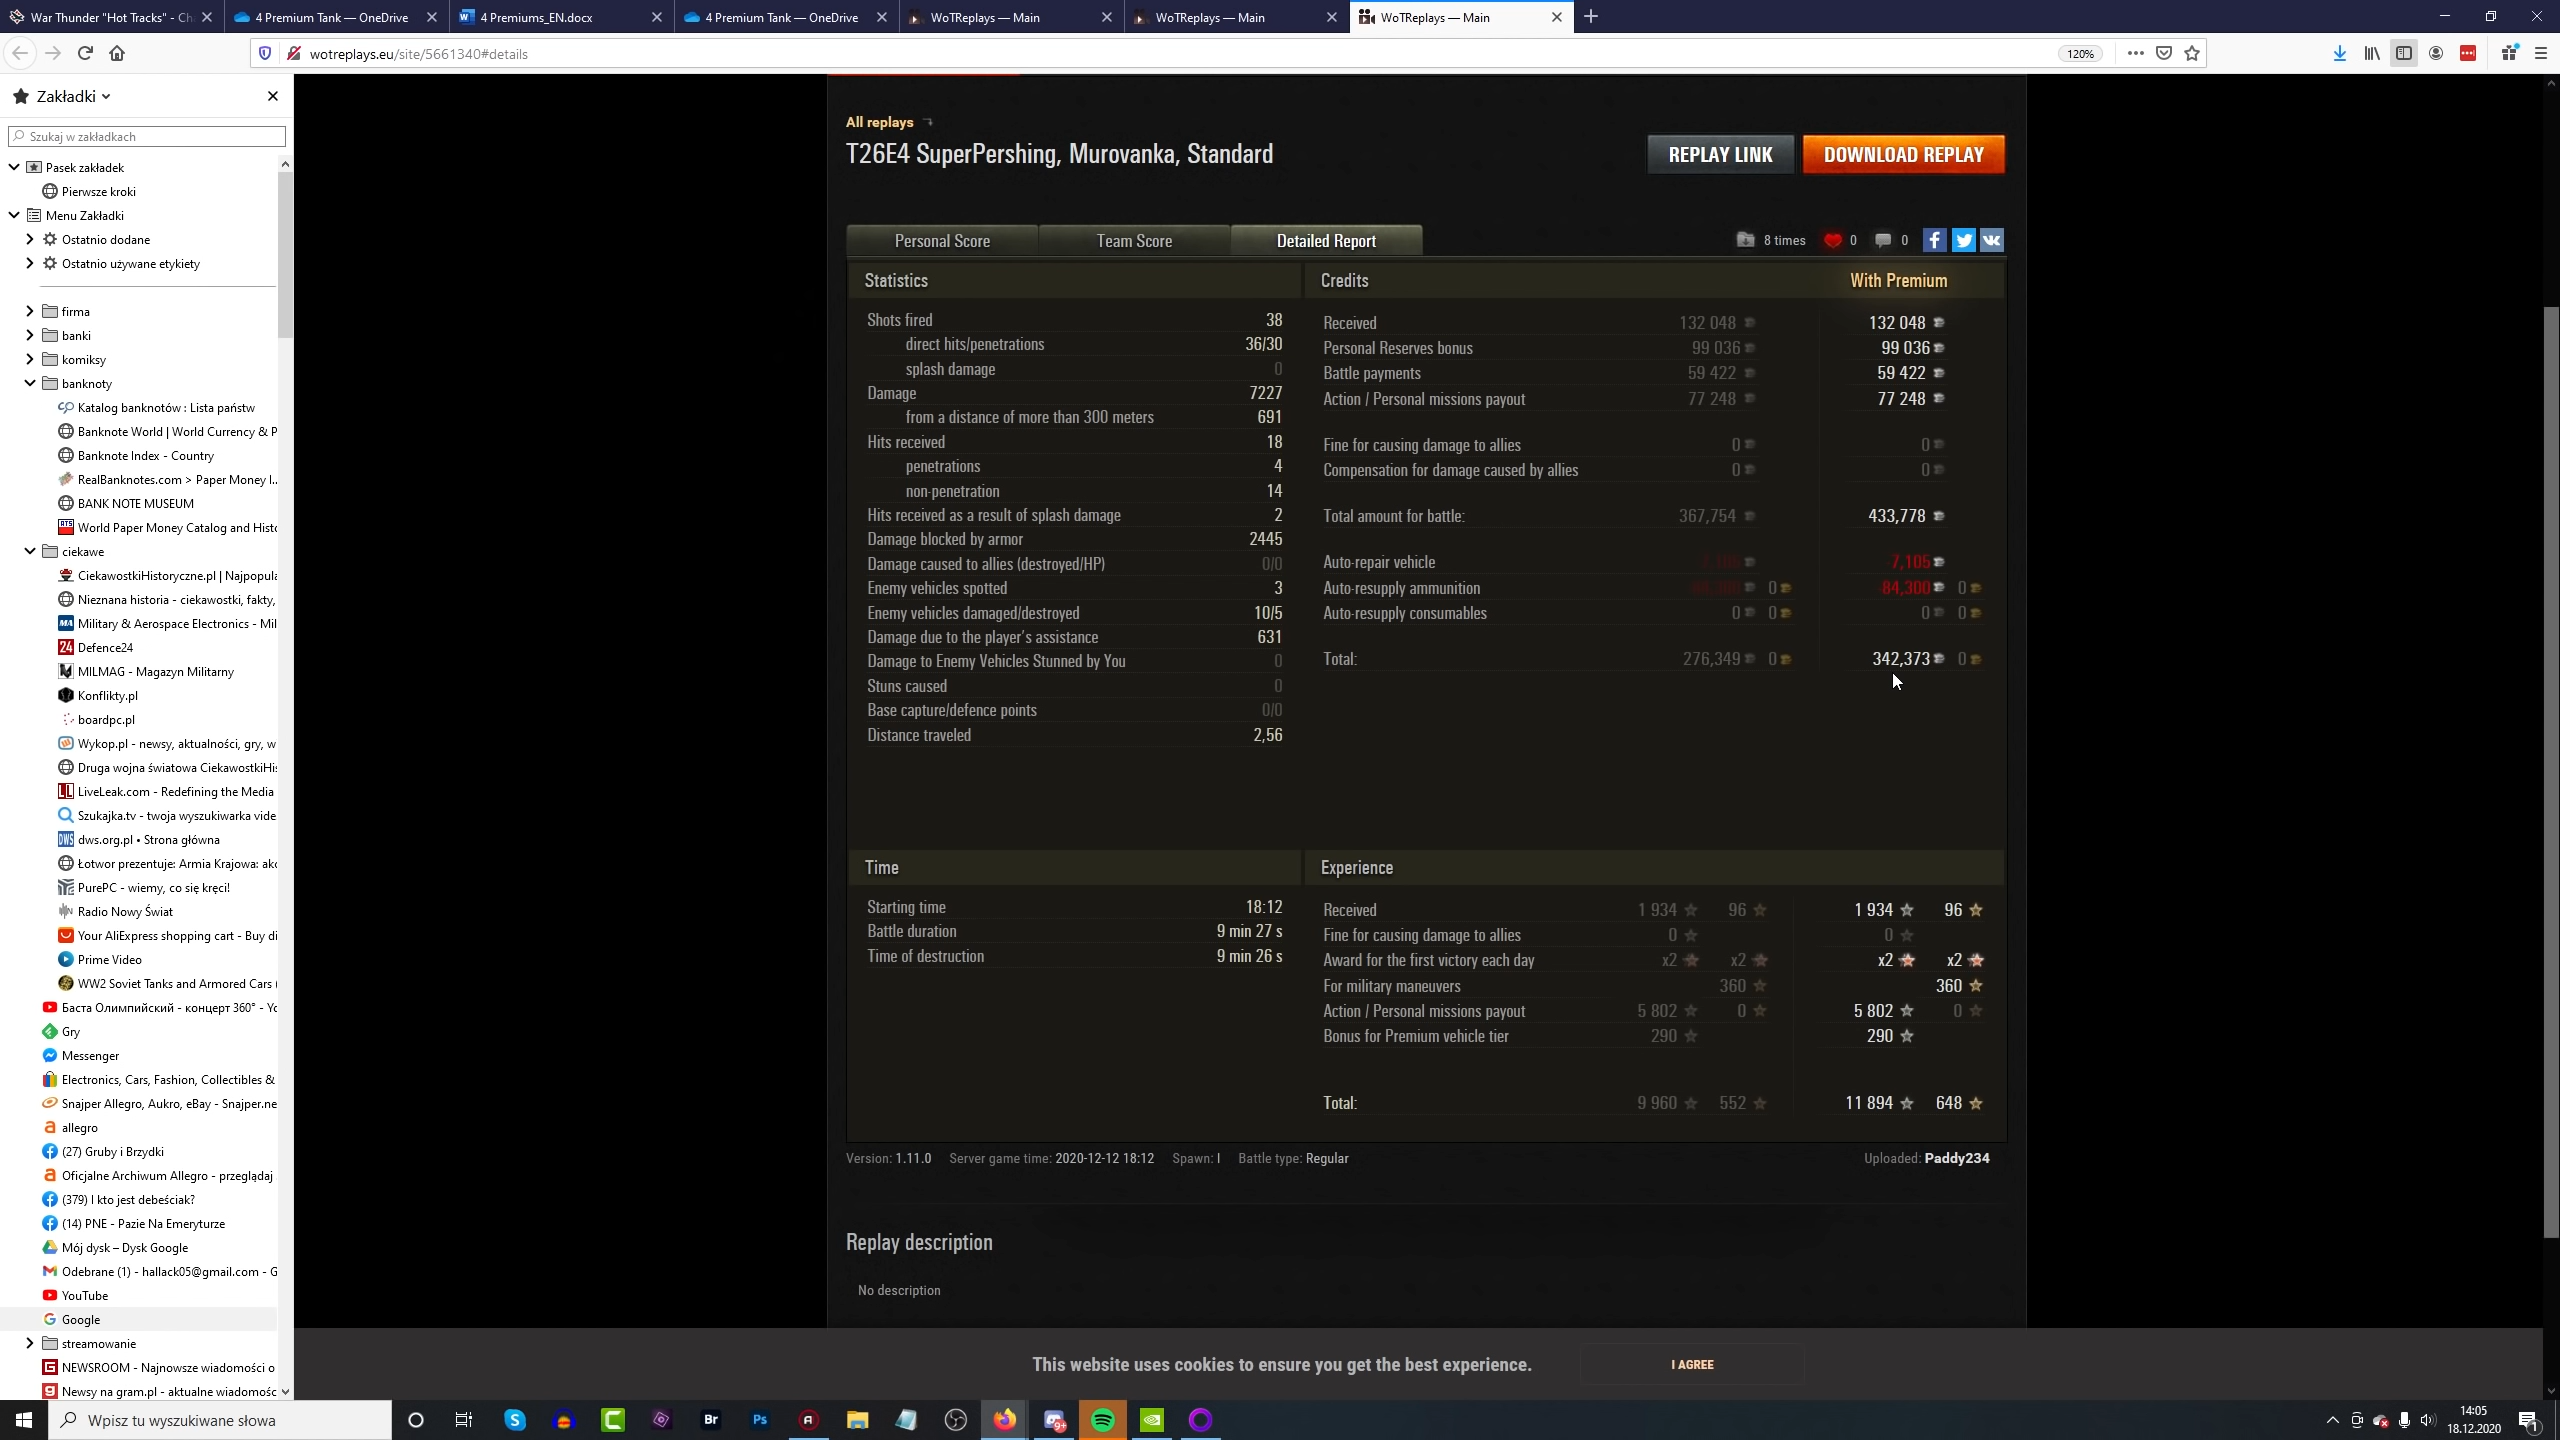 War Thunder "Hot Tracks" - Ch
4 Premium Tank — OneDrive
4 Premiums_EN.docx
4 Premium Tank — OneDrive
WoTReplays — Main
WoTReplays — Main
WoTReplays — Main
wotreplays.eu/site/5661340#details
120%
Zakładki
Szukaj w zakładkach
Pasek zakładek
Pierwsze kroki
Menu Zakładki
Ostatnio dodane
Ostatnio używane etykiety
firma
banki
komiksy
banknoty
Katalog banknotów : Lista państw
Banknote World | World Currency & P
Banknote Index - Country
RealBanknotes.com > Paper Money I...
BANK NOTE MUSEUM
World Paper Money Catalog and Histo
ciekawe
CiekawostkiHistoryczne.pl | Najpopula
Nieznana historia - ciekawostki, fakty,
Military & Aerospace Electronics - Mil
Defence24
MILMAG - Magazyn Militarny
Konflikty.pl
boardpc.pl
Wykop.pl - newsy, aktualności, gry, w
Druga wojna światowa CiekawostkiHis
LiveLeak.com - Redefining the Media
Szukajka.tv - twoja wyszukiwarka vide
dws.org.pl • Strona główna
Łotwor prezentuje: Armia Krajowa: akc
PurePC - wiemy, co się kręci!
Radio Nowy Świat
Your AliExpress shopping cart - Buy di
Prime Video
WW2 Soviet Tanks and Armored Cars (
Баста Олимпийский - концерт 360° - Yo
Gry
Messenger
Electronics, Cars, Fashion, Collectibles &
Snajper Allegro, Aukro, eBay - Snajper.ne
allegro
(27) Gruby i Brzydki
Oficjalne Archiwum Allegro - przeglądaj
(379) I kto jest debeściak?
(14) PNE - Pazie Na Emeryturze
Mój dysk – Dysk Google
Odebrane (1) - hallack05@gmail.com - G
YouTube
Google
streamowanie
NEWSROOM - Najnowsze wiadomości o
Newsy na gram.pl - aktualne wiadomośc
All replays
T26E4 SuperPershing, Murovanka, Standard
REPLAY LINK
DOWNLOAD REPLAY
Personal Score
Team Score
Detailed Report
8 times
0
0
Statistics
Shots fired 38
direct hits/penetrations 36/30
splash damage 0
Damage 7227
from a distance of more than 300 meters 691
Hits received 18
penetrations 4
non-penetration 14
Hits received as a result of splash damage 2
Damage blocked by armor 2445
Damage caused to allies (destroyed/HP) 0/0
Enemy vehicles spotted 3
Enemy vehicles damaged/destroyed 10/5
Damage due to the player's assistance 631
Damage to Enemy Vehicles Stunned by You 0
Stuns caused 0
Base capture/defence points 0/0
Distance traveled 2,56
Credits With Premium
Received 132 048 132 048
Personal Reserves bonus 99 036 99 036
Battle payments 59 422 59 422
Action / Personal missions payout 77 248 77 248
Fine for causing damage to allies 0 0
Compensation for damage caused by allies 0 0
Total amount for battle: 367,754 433,778
Auto-repair vehicle -7,105
Auto-resupply ammunition 0 -84,300 0
Auto-resupply consumables 0 0 0 0
Total: 276,349 0 342,373 0
Time
Starting time 18:12
Battle duration 9 min 27 s
Time of destruction 9 min 26 s
Experience
Received 1 934 96 1 934 96
Fine for causing damage to allies 0 0
Award for the first victory each day x2 x2 x2 x2
For military maneuvers 360 360
Action / Personal missions payout 5 802 0 5 802 0
Bonus for Premium vehicle tier 290 290
Total: 9 960 552 11 894 648
Version: 1.11.0 Server game time: 2020-12-12 18:12 Spawn: I Battle type: Regular
Uploaded: Paddy234
Replay description
No description
This website uses cookies to ensure you get the best experience.
I AGREE
Wpisz tu wyszukiwane słowa
Br
Ps
9+
14:05
18.12.2020
1